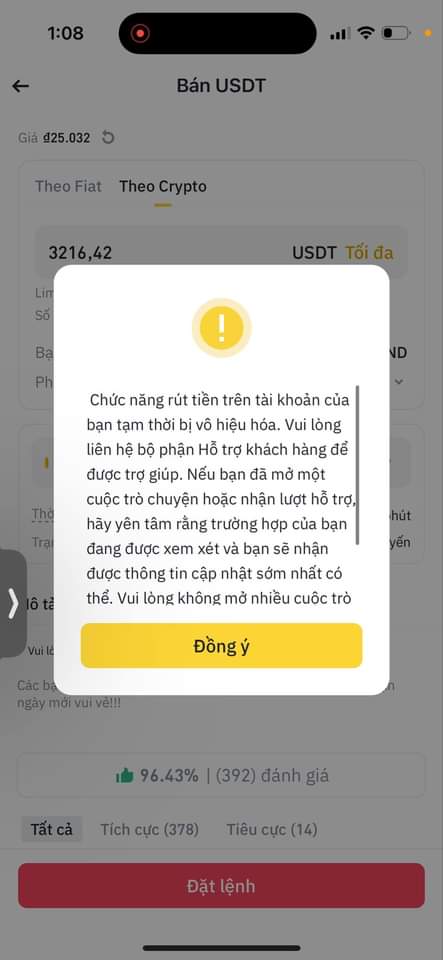 1:08
Bán USDT
Giá ₫25.032
Theo Fiat Theo Crypto
3216,42 USDT Tối đa
Lim
Số
Bạ ND
Ph
Chức năng rút tiền trên tài khoản của
bạn tạm thời bị vô hiệu hóa. Vui lòng
liên hệ bộ phận Hỗ trợ khách hàng để
được trợ giúp. Nếu bạn đã mở một
cuộc trò chuyện hoặc nhận lượt hỗ trợ,
hãy yên tâm rằng trường hợp của bạn
đang được xem xét và bạn sẽ nhận
được thông tin cập nhật sớm nhất có
thể. Vui lòng không mở nhiều cuộc trò
Đồng ý
Thờ hút
Trạ yến
ô tả
Vui lò
Các bạ n
ngày mới vui vẻ!!!
96.43% | (392) đánh giá
Tất cả Tích cực (378) Tiêu cực (14)
Đặt lệnh